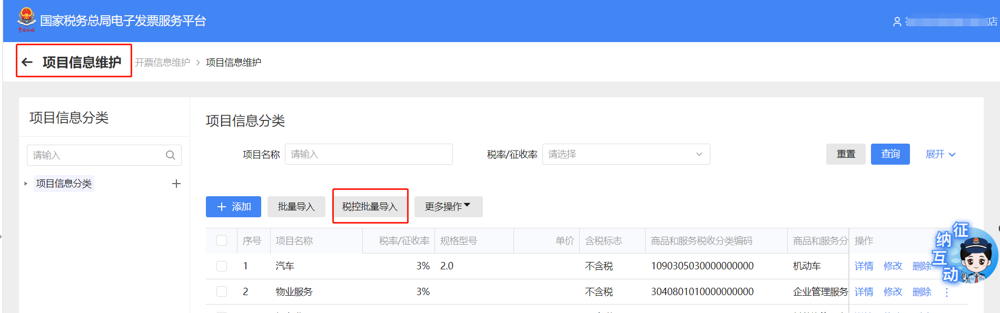 国家税务总局电子发票服务平台
店
项目信息维护 开票信息维护 > 项目信息维护
项目信息分类
请输入
项目信息分类
项目信息分类
项目名称 请输入 税率/征收率 请选择 重置 查询 展开
添加 批量导入 税控批量导入 更多操作
序号 项目名称 税率/征收率 规格型号 单价 含税标志 商品和服务税收分类编码 商品和服务分 操作
1 汽车 3% 2.0 不含税 1090305030000000000 机动车 详情 修改 删除
2 物业服务 3% 不含税 3040801010000000000 企业管理服务 详情 修改 删除
征纳互动